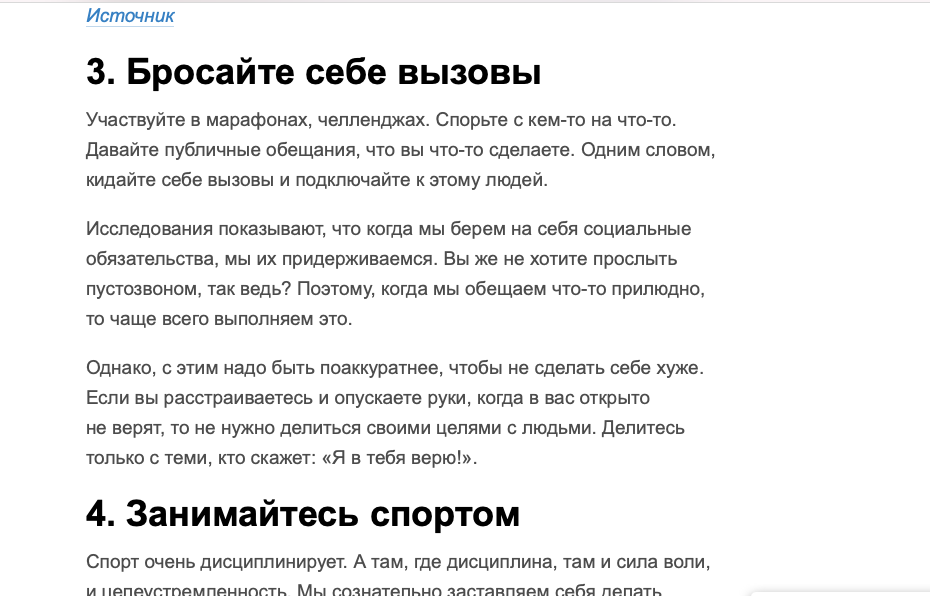 Источник
3. Бросайте себе вызовы
Участвуйте в марафонах, челленджах. Спорьте с кем-то на что-то.
Давайте публичные обещания, что вы что-то сделаете. Одним словом,
кидайте себе вызовы и подключайте к этому людей.
Исследования показывают, что когда мы берем на себя социальные
обязательства, мы их придерживаемся. Вы же не хотите прослыть
пустозвоном, так ведь? Поэтому, когда мы обещаем что-то прилюдно,
то чаще всего выполняем это.
Однако, с этим надо быть поаккуратнее, чтобы не сделать себе хуже.
Если вы расстраиваетесь и опускаете руки, когда в вас открыто
не верят, то не нужно делиться своими целями с людьми. Делитесь
только с теми, кто скажет: «Я в тебя верю!».
4. Занимайтесь спортом
Спорт очень дисциплинирует. А там, где дисциплина, там и сила воли,
и целеустремленность. Мы сознательно заставляем себя делать